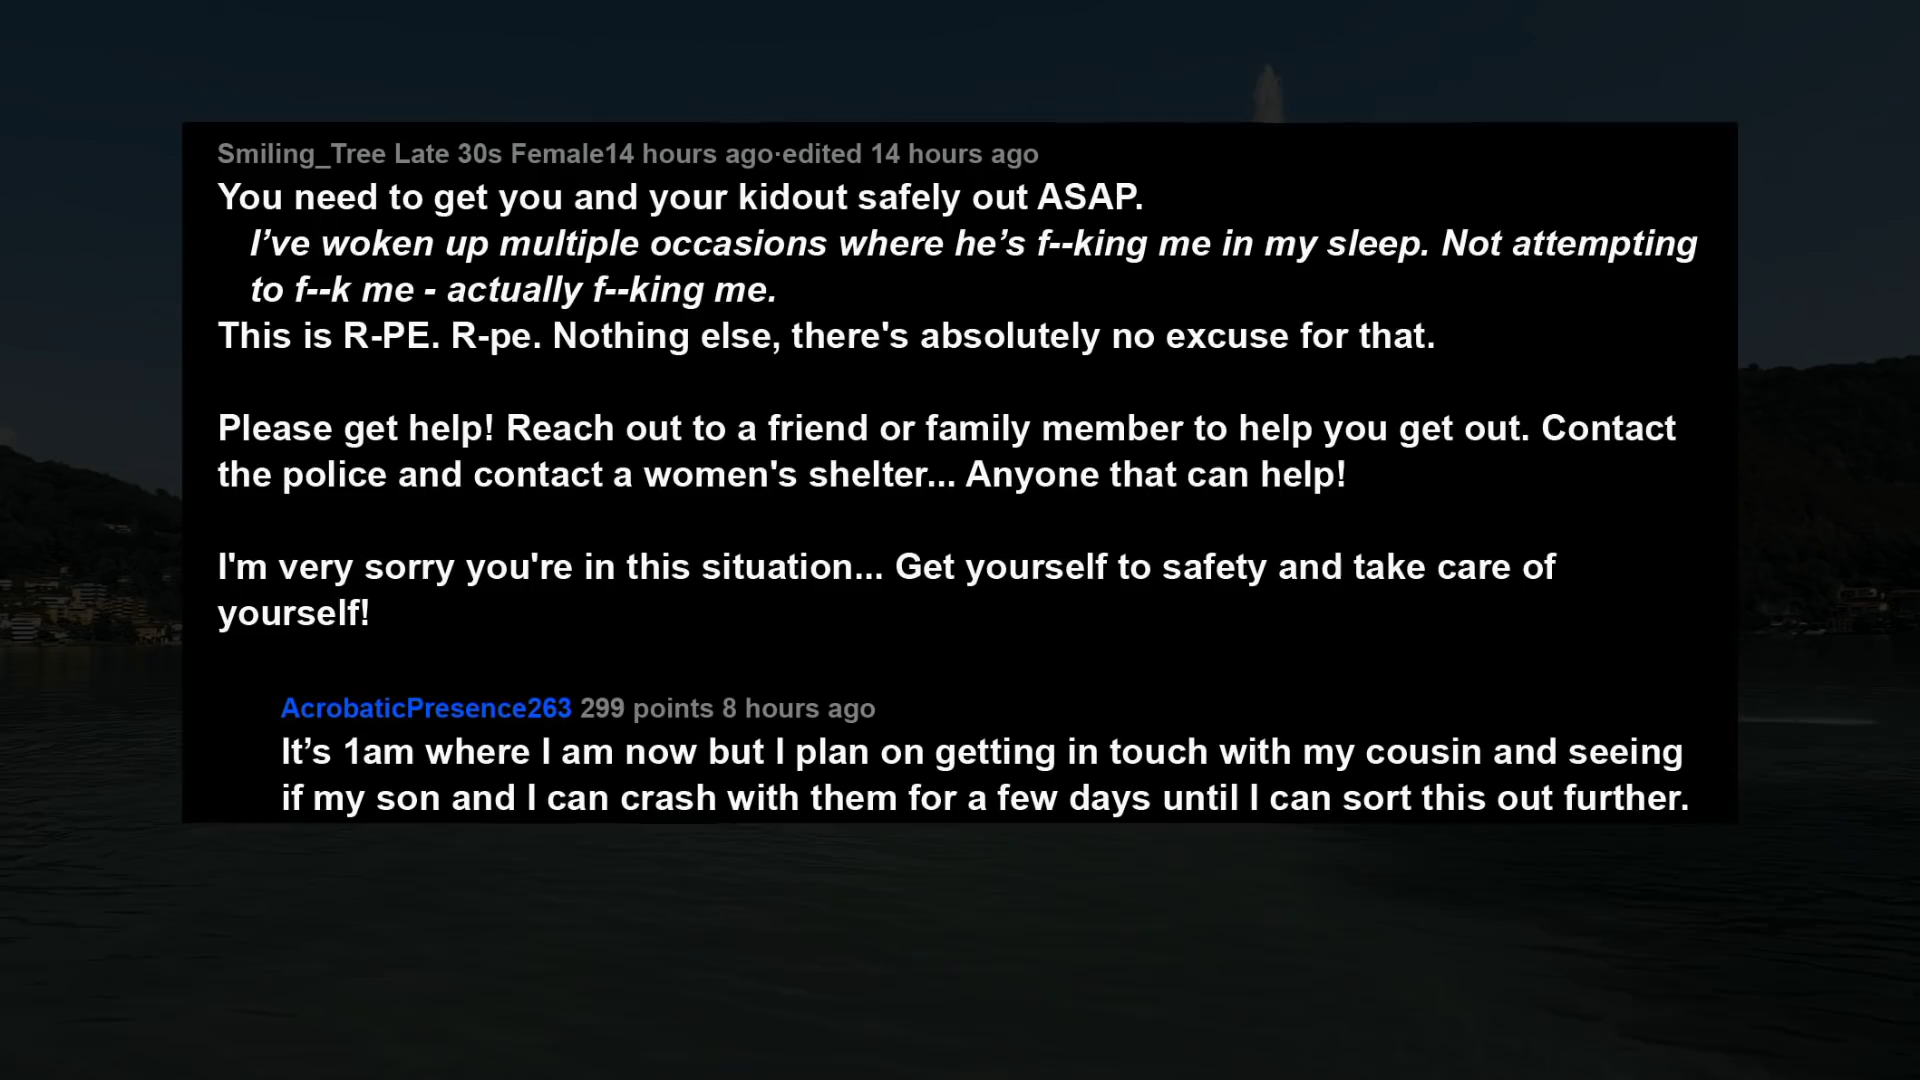 Smiling_Tree Late 30s Female14 hours ago·edited 14 hours ago
You need to get you and your kidout safely out ASAP.
I’ve woken up multiple occasions where he’s f--king me in my sleep. Not attempting
to f--k me - actually f--king me.
This is R-PE. R-pe. Nothing else, there's absolutely no excuse for that.
Please get help! Reach out to a friend or family member to help you get out. Contact
the police and contact a women's shelter... Anyone that can help!
I'm very sorry you're in this situation... Get yourself to safety and take care of
yourself!
AcrobaticPresence263 299 points 8 hours ago
It’s 1am where I am now but I plan on getting in touch with my cousin and seeing
if my son and I can crash with them for a few days until I can sort this out further.